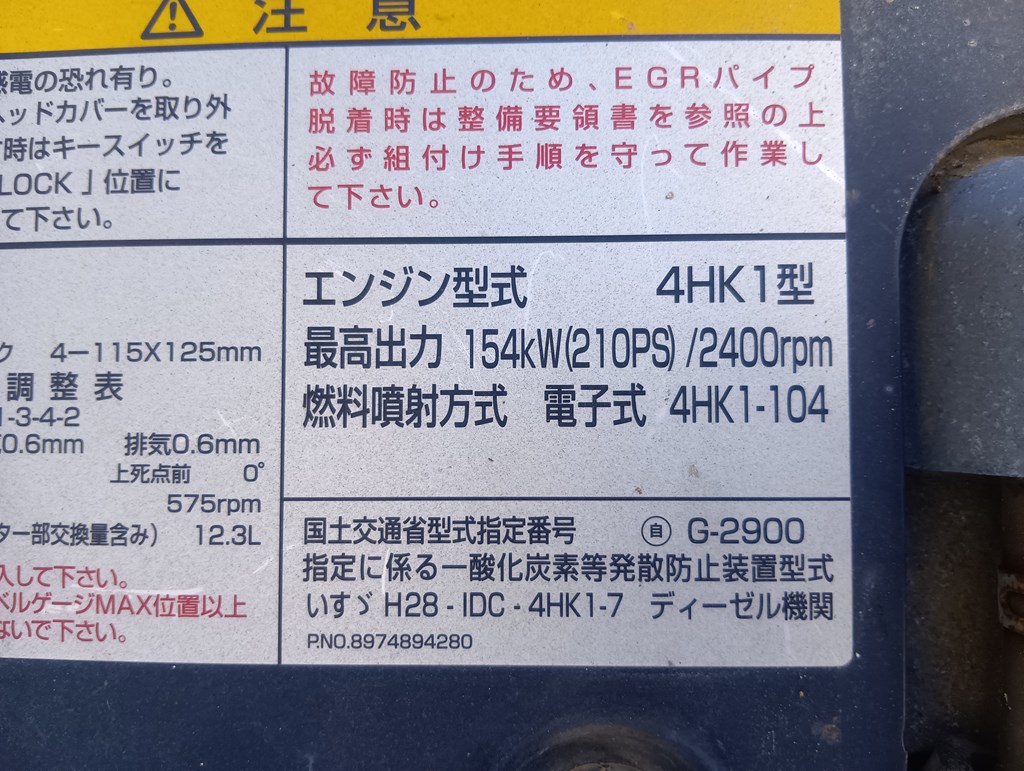 注 意
感電の恐れ有り。
ヘッドカバーを取り外
時はキースイッチを
LOCK 」位置に
て下さい。
故障防止のため、EGRパイプ
脱着時は整備要領書を参照の上
必ず組付け手順を守って作業し
て下さい。
ク 4−115X125mm
調整表
1-3-4-2
0.6mm 排気0.6mm
上死点前 0°
575rpm
ター部交換量含み) 12.3L
入して下さい。
ベルゲージMAX位置以上
ないで下さい。
エンジン型式 4HK1型
最高出力 154kW(210PS) /2400rpm
燃料噴射方式 電子式 4HK1-104
国土交通省型式指定番号 ㊐ G-2900
指定に係る一酸化炭素等発散防止装置型式
いすゞ H28 - IDC - 4HK1-7 ディーゼル機関
P.NO.8974894280